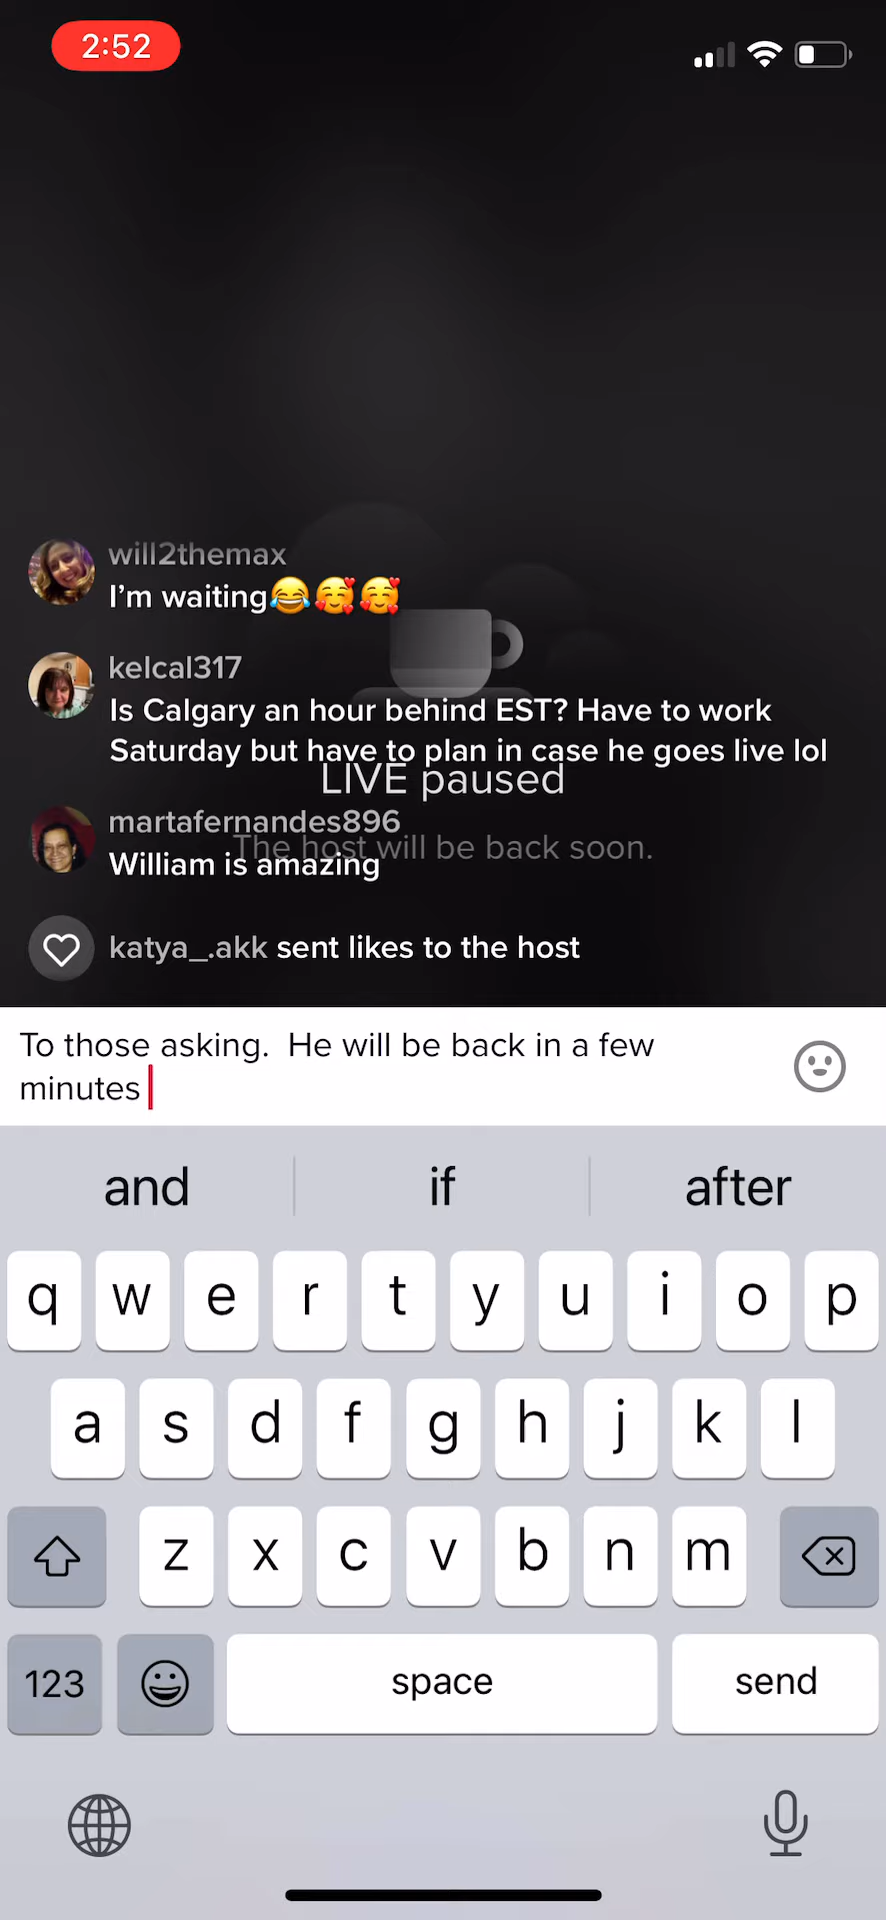 2:52
will2themax
I'm waiting😂🥰🥰
kelcal317
Is Calgary an hour behind EST? Have to work
Saturday but have to plan in case he goes live lol
LIVE paused
martafernandes896
The host will be back soon.
William is amazing
katya_.akk sent likes to the host
To those asking.  He will be back in a few
minutes
and if after
q w e r t y u i o p
a s d f g h j k l
z x c v b n m
123 space send